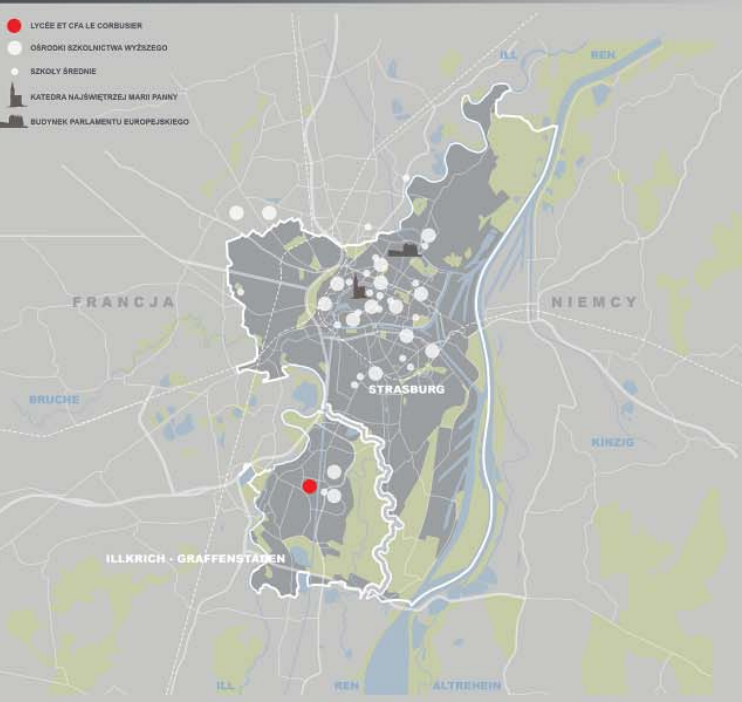 LYCÉE ET CFA LE CORBUSIER
OŚRODKI SZKOLNICTWA WYŻSZEGO
SZKOŁY ŚREDNIE
KATEDRA NAJŚWIĘTRZEJ MARII PANNY
BUDYNEK PARLAMENTU EUROPEJSKIEGO
ILL
REN
FRANCJA
NIEMCY
BRUCHE
STRASBURG
KINZIG
ILLKRICH - GRAFFENSTADEN
ILL
REN
ALTREHEIN